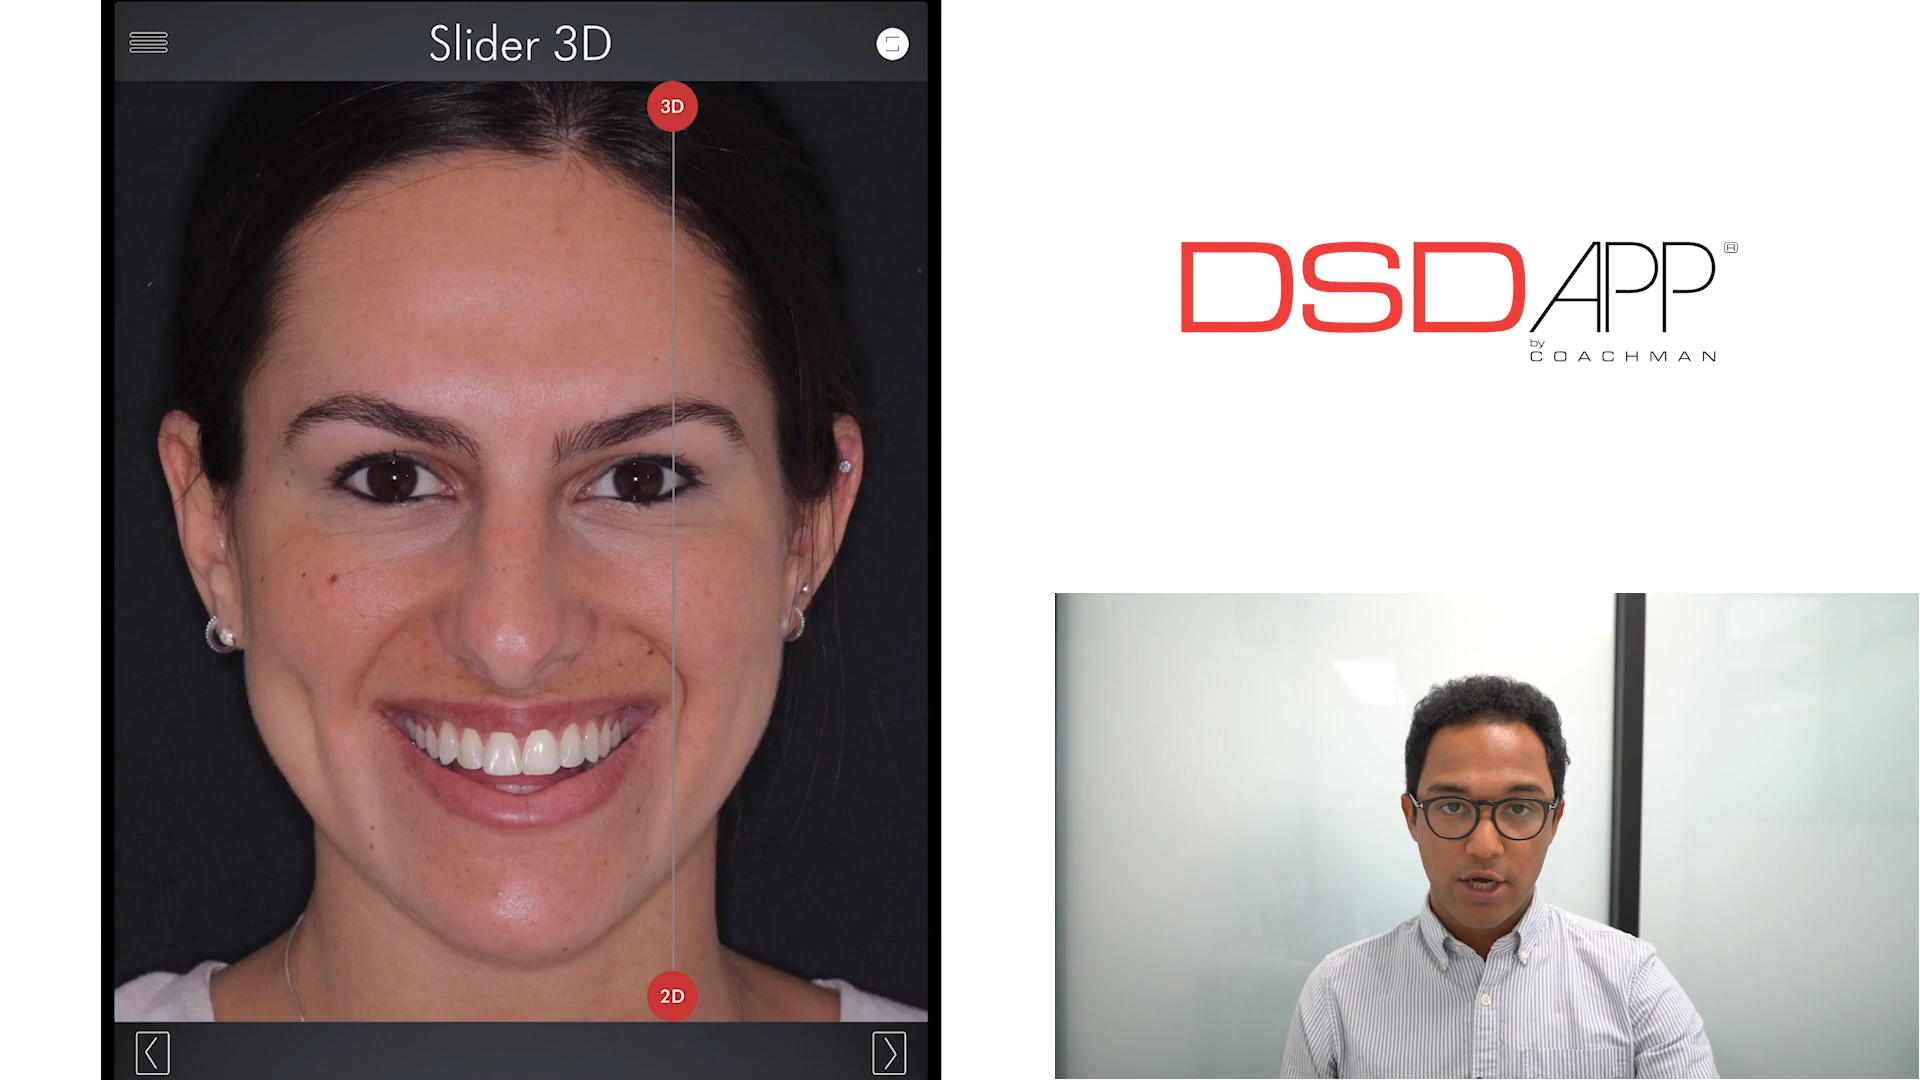 Slider 3D
3D
2D
DSDAPP®
by
COACHMAN